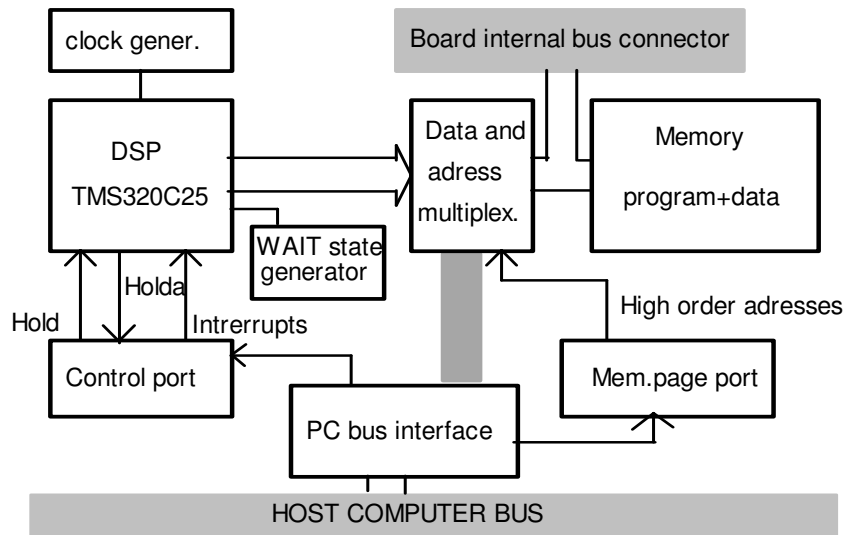 clock gener.
Board internal bus connector
DSP
TMS320C25
Data and
adress
multiplex.
Memory
program+data
WAIT state
generator
Hold
Holda
Intrerrupts
High order adresses
Control port
PC bus interface
Mem.page port
HOST COMPUTER BUS